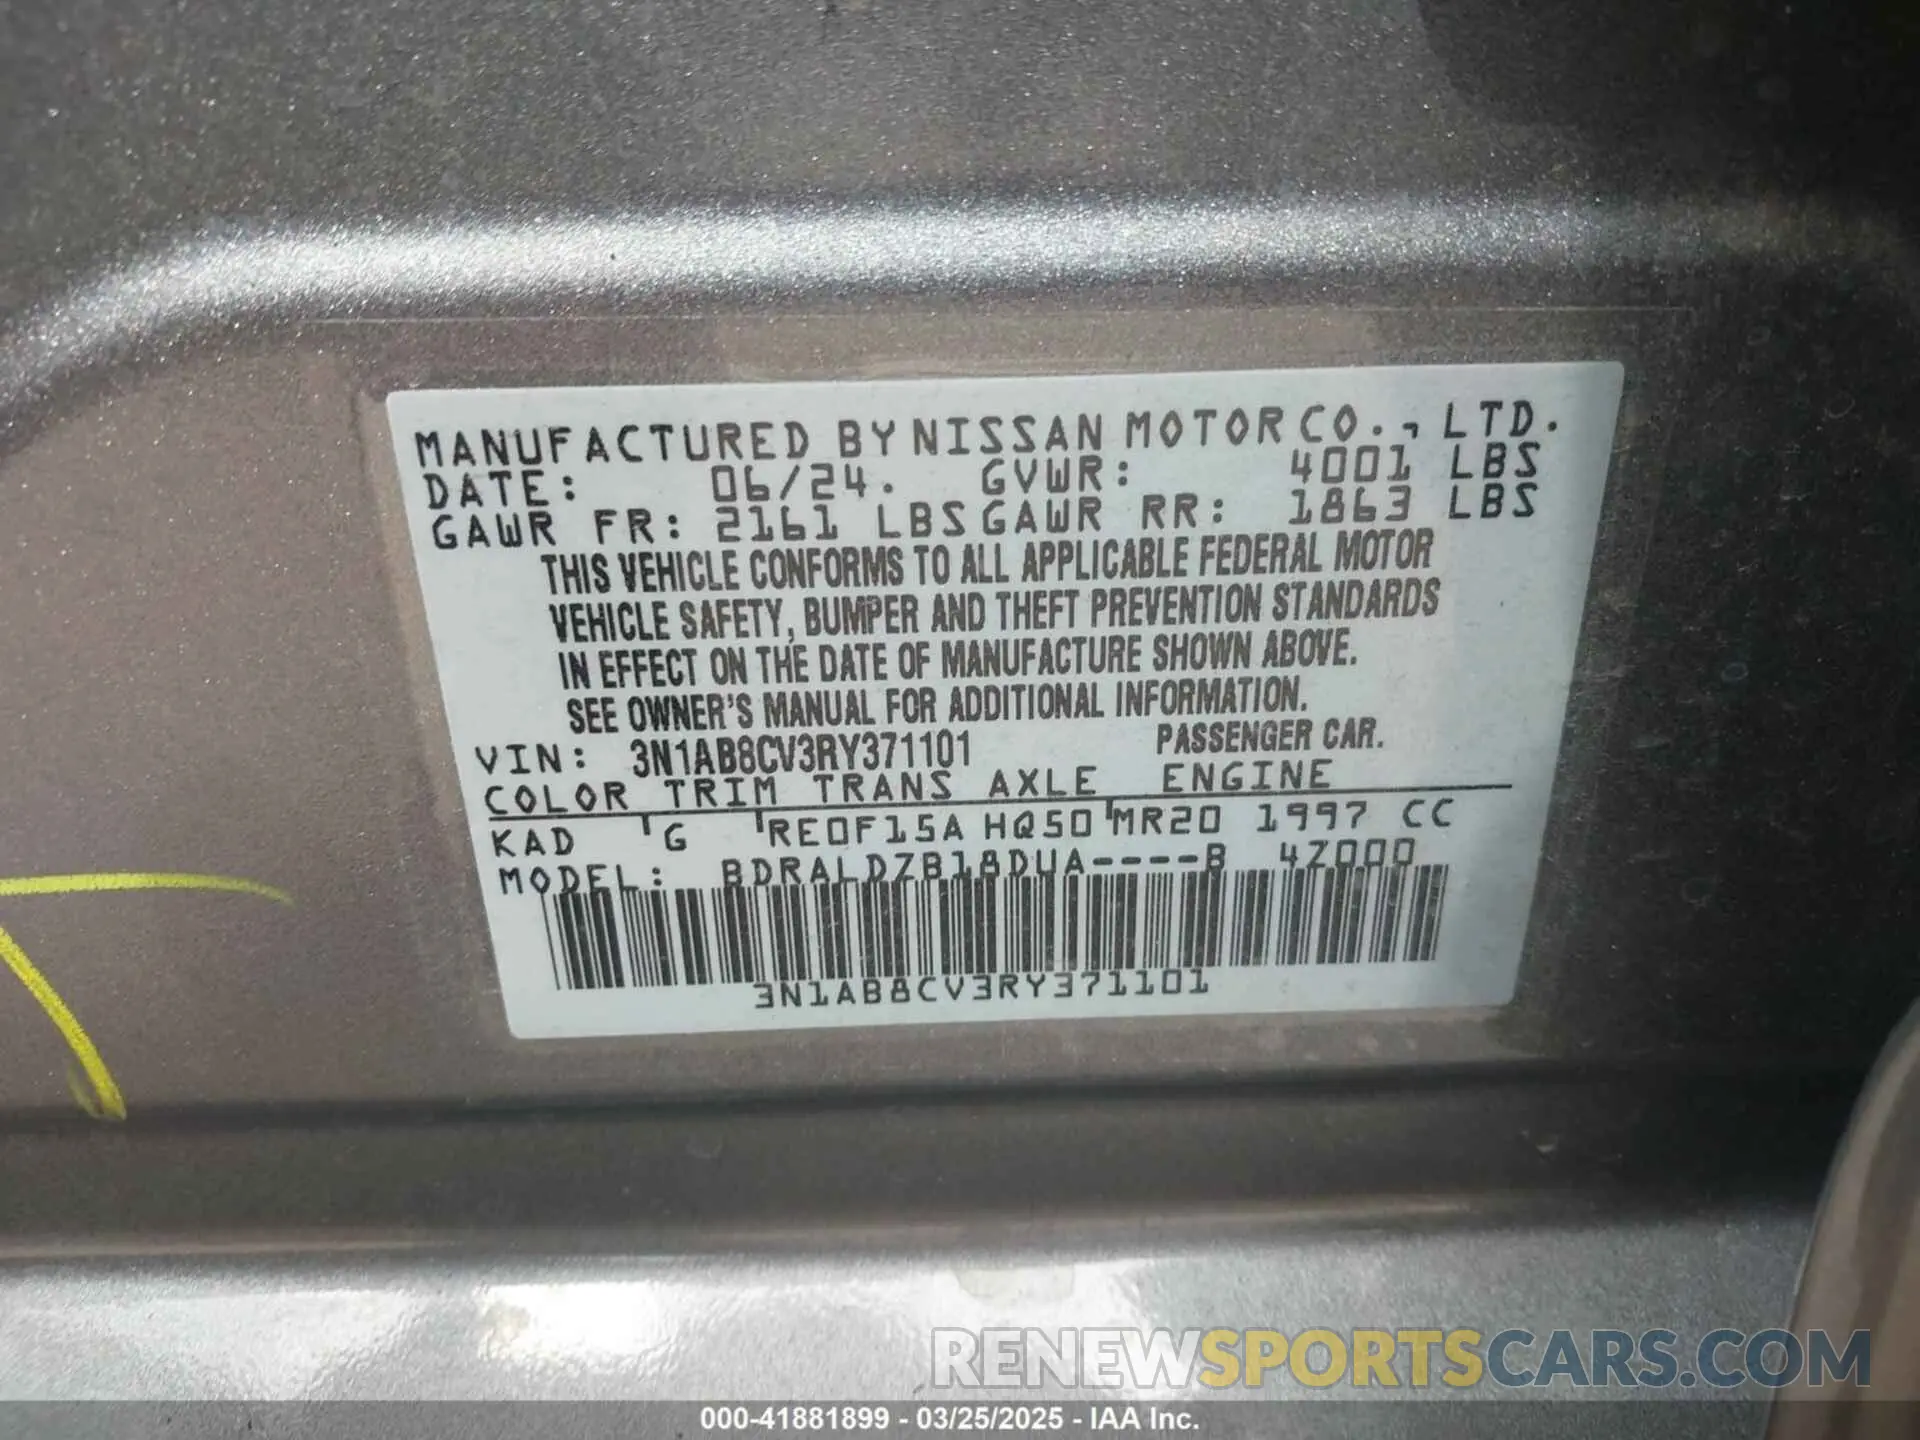 MANUFACTURED BY NISSAN MOTOR CO., LTD.
DATE: 06/24. GVWR: 4001 LBS
GAWR FR: 2161 LBS GAWR RR: 1863 LBS
THIS VEHICLE CONFORMS TO ALL APPLICABLE FEDERAL MOTOR
VEHICLE SAFETY, BUMPER AND THEFT PREVENTION STANDARDS
IN EFFECT ON THE DATE OF MANUFACTURE SHOWN ABOVE.
SEE OWNER'S MANUAL FOR ADDITIONAL INFORMATION.
VIN: 3N1AB8CV3RY371101 PASSENGER CAR.
COLOR TRIM TRANS AXLE ENGINE
KAD G RE0F15A HQ50 MR20 1997 CC
MODEL: BDRALDZB18DUA----B 4Z000
3N1AB8CV3RY371101
RENEWSPORTSCARS.COM
000-41881899 - 03/25/2025 - IAA Inc.